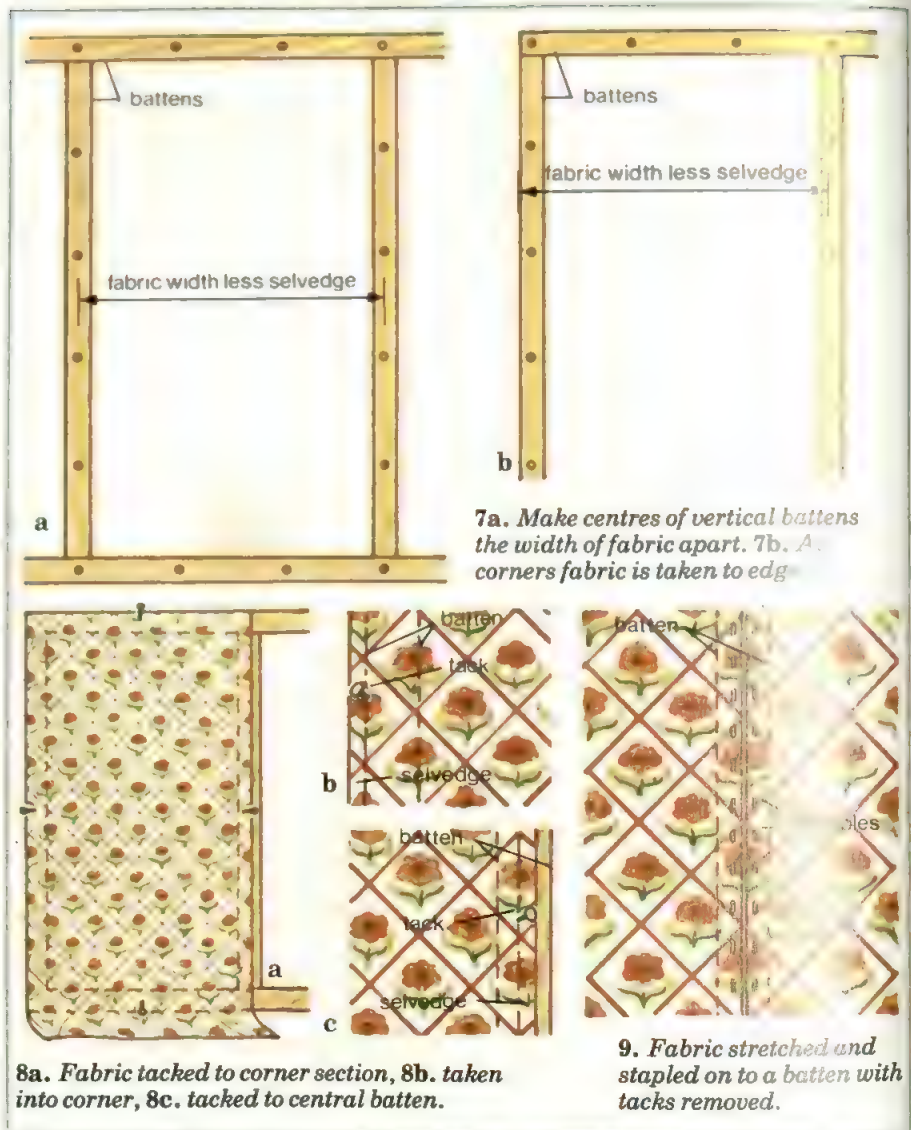 battens
fabric width less selvedge
a
battens
fabric width less selvedge
b
7a. Make centres of vertical battens
the width of fabric apart. 7b.
corners fabric is taken to
a
batten
tack
selvedge
b
batten
tack
selvedge
c
batten
8a. Fabric tacked to corner section, 8b. taken
into corner, 8c. tacked to central batten.
9. Fabric stretched and
stapled on to a batten with
tacks removed.